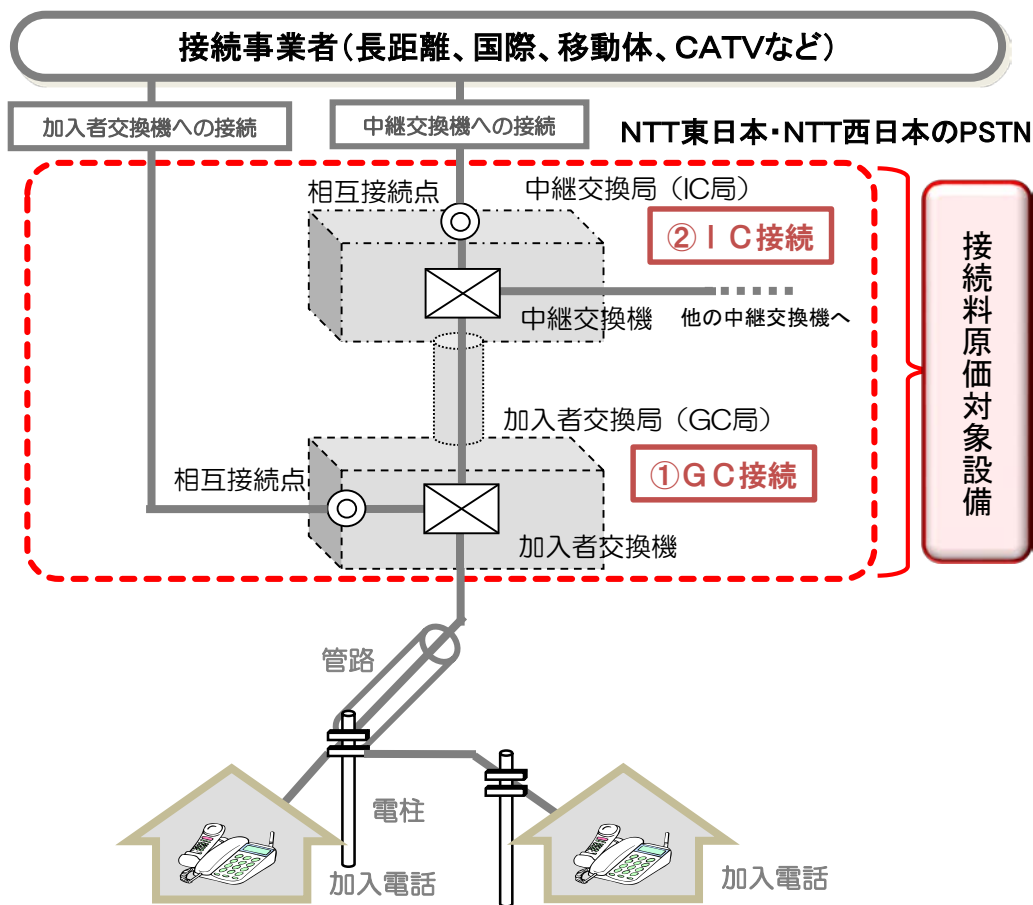 接続事業者(長距離、国際、移動体、CATVなど)
加入者交換機への接続
中継交換機への接続
NTT東日本・NTT西日本のPSTN
相互接続点
中継交換局(IC局)
②IC接続
中継交換機
他の中継交換機へ
接続料原価対象設備
加入者交換局(GC局)
相互接続点
①GC接続
加入者交換機
管路
電柱
加入電話
加入電話